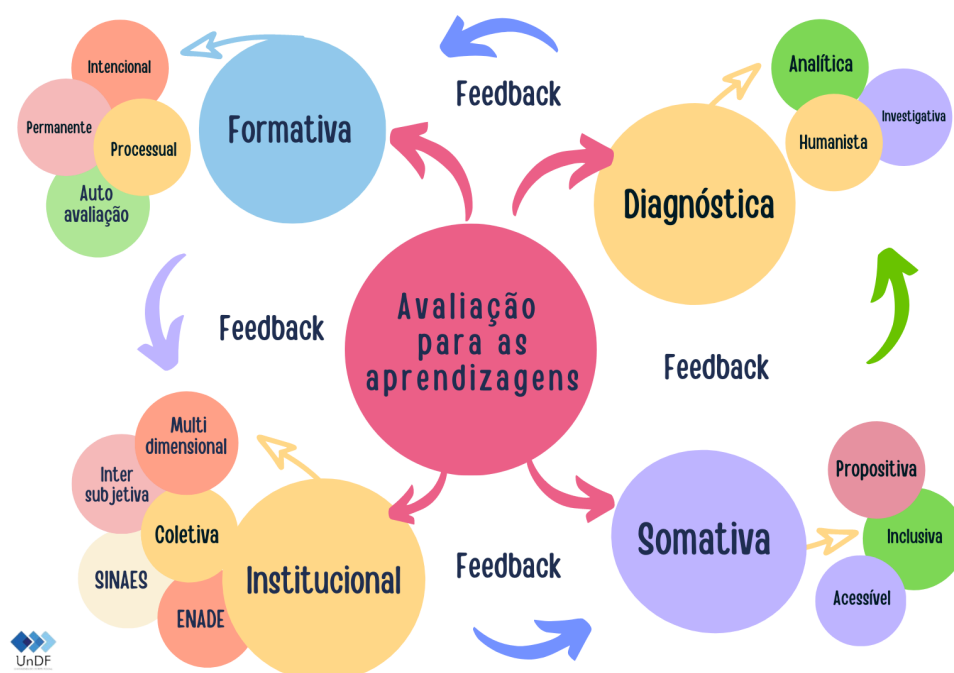 Intencional
Permanente
Processual
Auto
avaliação
Formativa
Feedback
Analítica
Investigativa
Humanista
Diagnóstica
Avaliação
para as
aprendizagens
Feedback
Feedback
Multi
dimensional
Inter
subjetiva
Coletiva
SINAES
ENADE
Institucional
Feedback
Somativa
Propositiva
Inclusiva
Acessível
UnDF